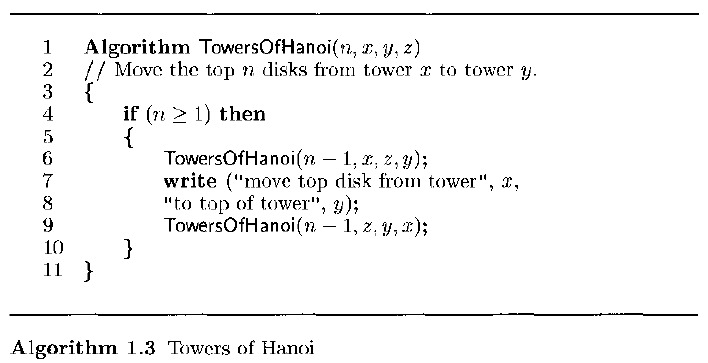 1 Algorithm TowersOfHanoi(n, x, y, z)
2 // Move the top n disks from tower x to tower y.
3 {
4 if (n ≥ 1) then
5 {
6 TowersOfHanoi(n − 1, x, z, y);
7 write ("move top disk from tower", x,
8 "to top of tower", y);
9 TowersOfHanoi(n − 1, z, y, x);
10 }
11 }
Algorithm 1.3 Towers of Hanoi